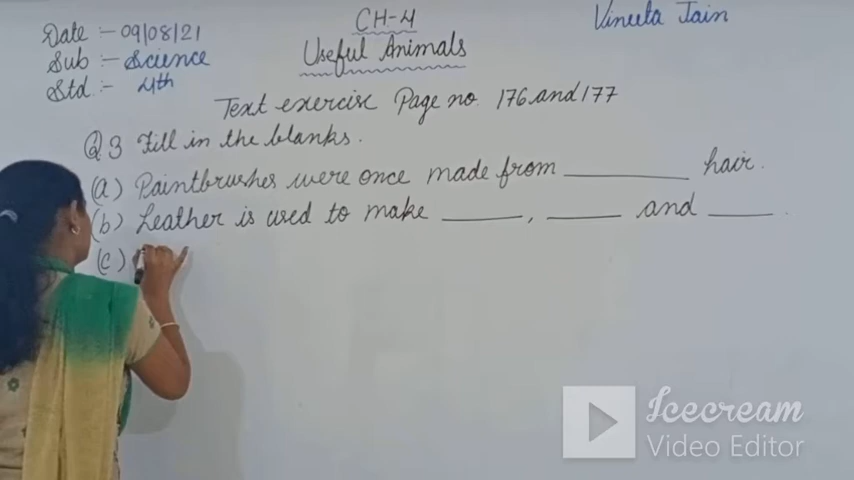 Date :- 09/08/21
Sub :- Science
Std :- 4th
CH-4
Useful Animals
Vineeta Jain
Text exercise Page no. 176 and 177
Q 3 Fill in the blanks.
(a) Paintbrushes were once made from ________ hair.
(b) Leather is used to make _____, _____ and _____.
(c)
Icecream
Video Editor